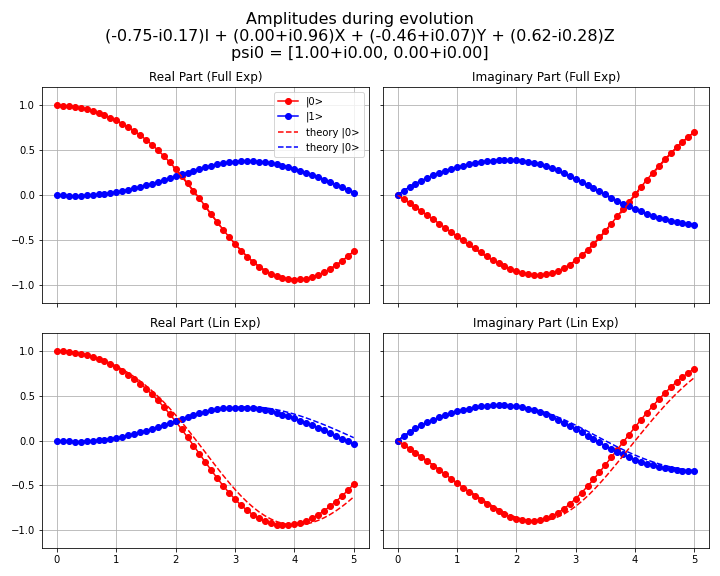 Amplitudes during evolution
(-0.75-i0.17)I + (0.00+i0.96)X + (-0.46+i0.07)Y + (0.62-i0.28)Z
psi0 = [1.00+i0.00, 0.00+i0.00]
Real Part (Full Exp)
Imaginary Part (Full Exp)
1.0
0.5
0.0
−0.5
−1.0
|0>
|1>
theory |0>
theory |0>
Real Part (Lin Exp)
Imaginary Part (Lin Exp)
1.0
0.5
0.0
−0.5
−1.0
0 1 2 3 4 5
0 1 2 3 4 5